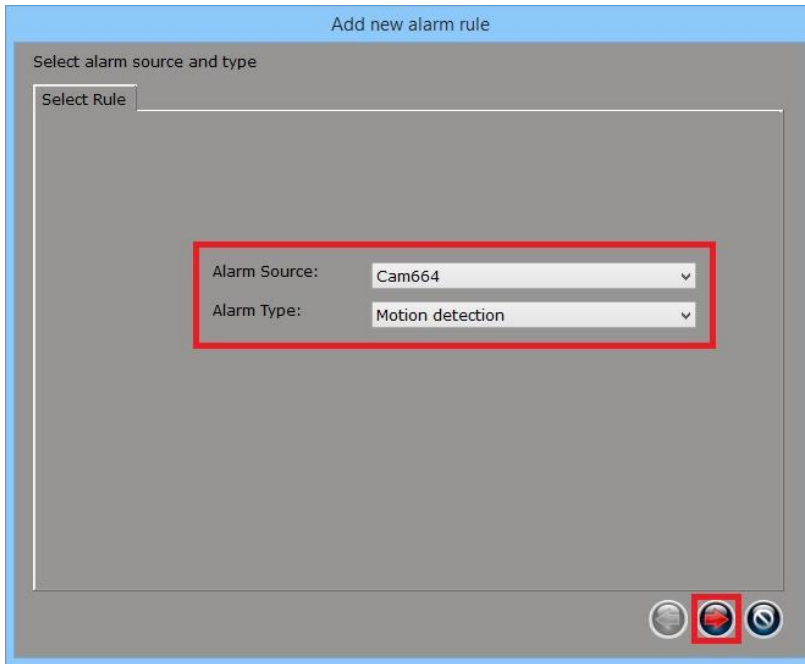 Add new alarm rule
Select alarm source and type
Select Rule
Alarm Source: Cam664
Alarm Type: Motion detection